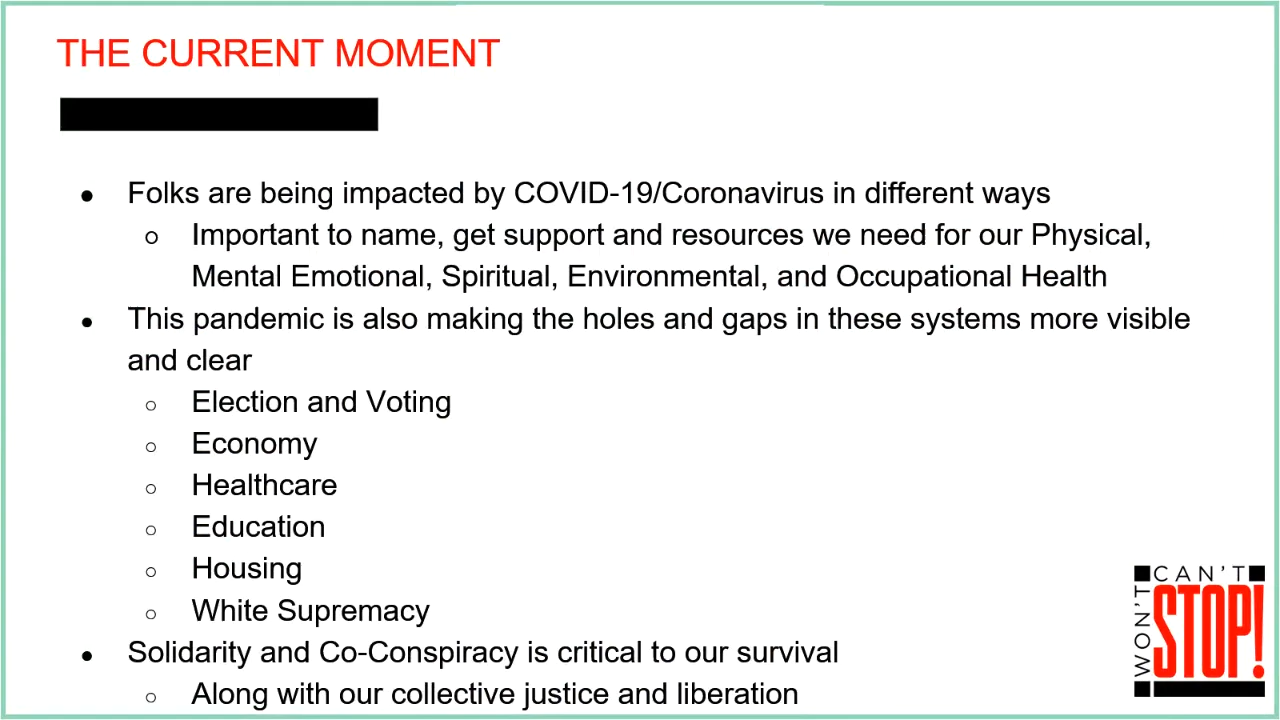 THE CURRENT MOMENT
● Folks are being impacted by COVID-19/Coronavirus in different ways
○ Important to name, get support and resources we need for our Physical,
Mental Emotional, Spiritual, Environmental, and Occupational Health
● This pandemic is also making the holes and gaps in these systems more visible
and clear
○ Election and Voting
○ Economy
○ Healthcare
○ Education
○ Housing
○ White Supremacy
● Solidarity and Co-Conspiracy is critical to our survival
○ Along with our collective justice and liberation
CAN'T
WON'T
STOP!